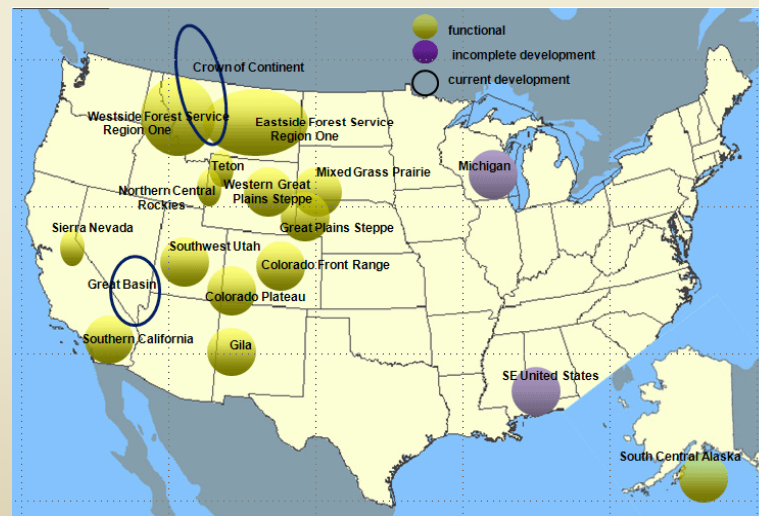 functional
incomplete development
current development
Crown of Continent
Westside Forest Service
Region One
Eastside Forest Service
Region One
Michigan
Teton
Mixed Grass Prairie
Northern Central
Rockies
Western Great
Plains Steppe
Sierra Nevada
Great Plains Steppe
Southwest Utah
Colorado Front Range
Great Basin
Colorado Plateau
Southern California
Gila
SE United States
South Central Alaska